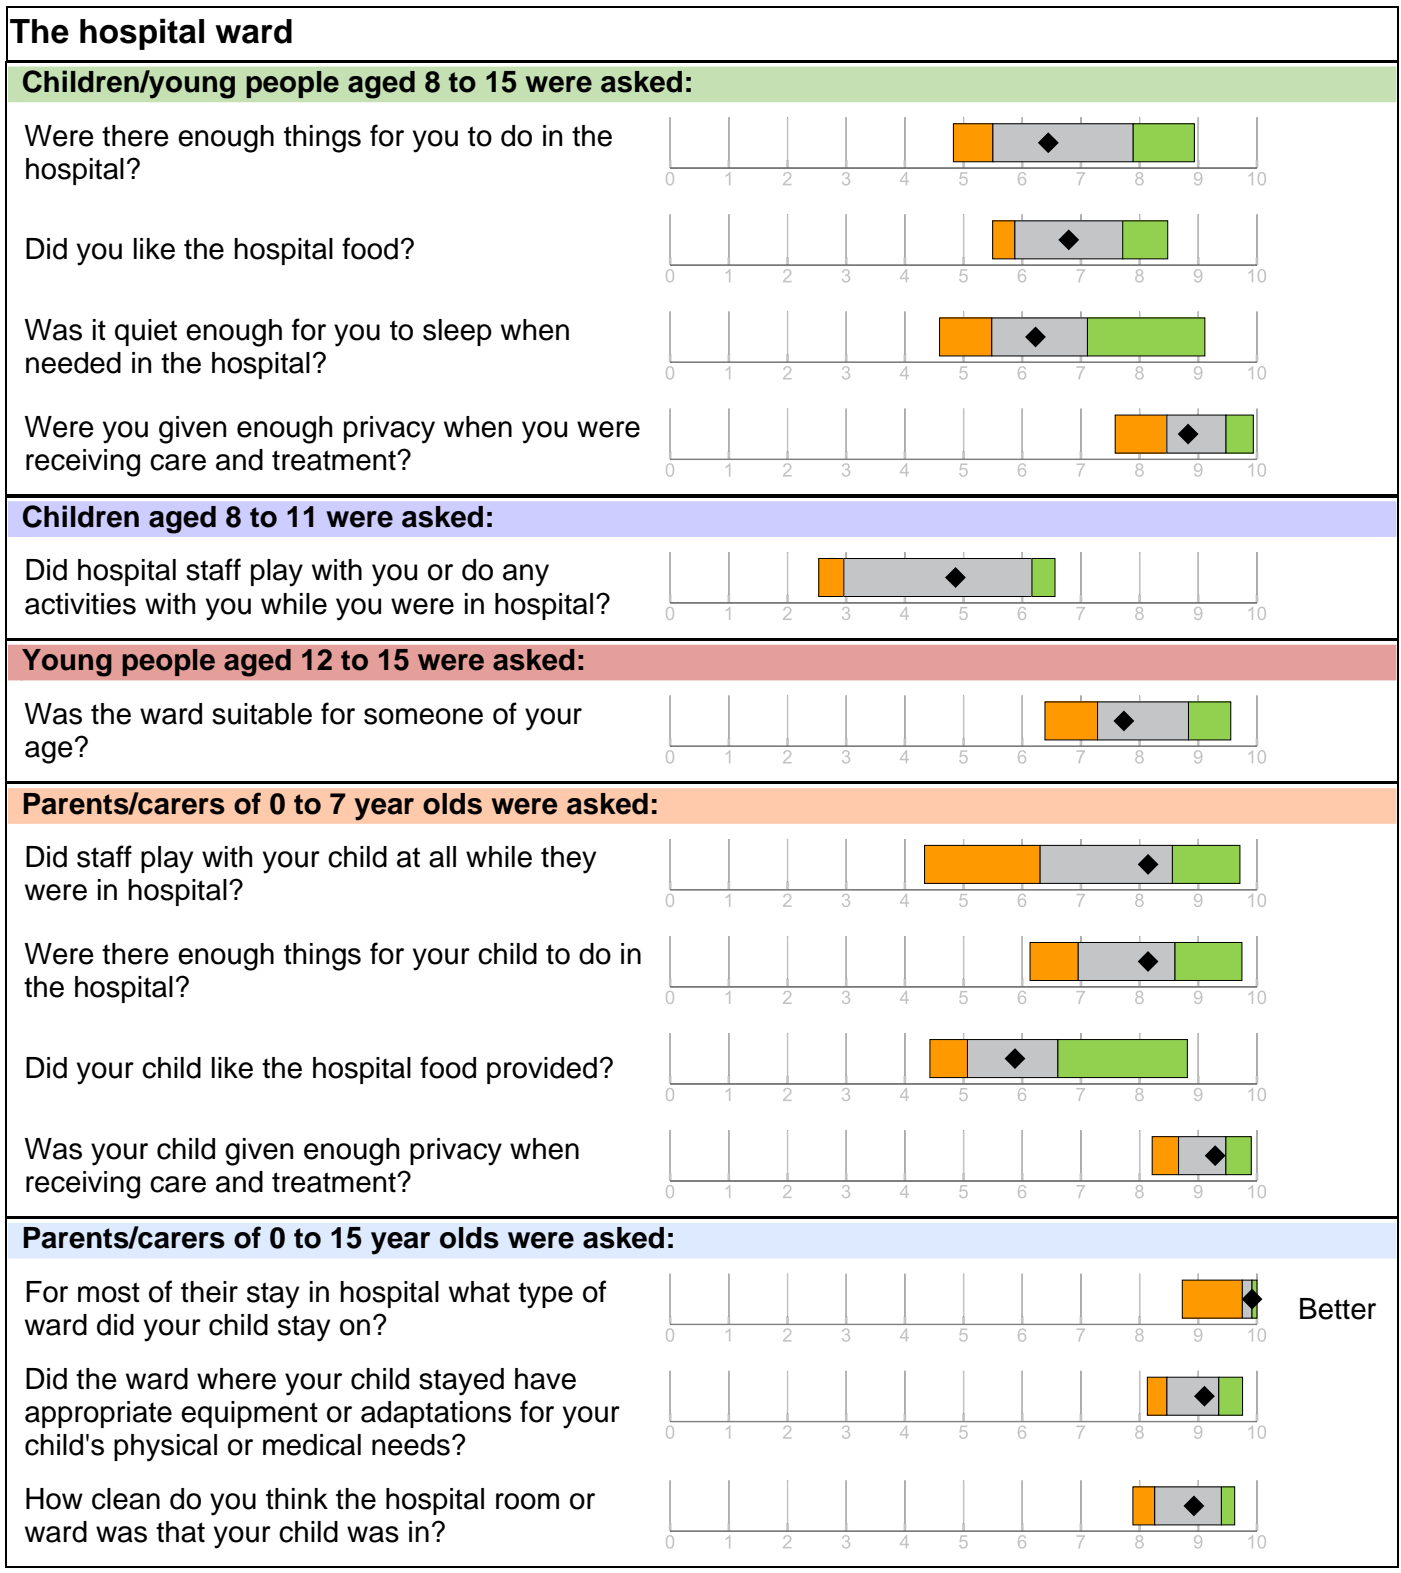 The hospital ward
Children/young people aged 8 to 15 were asked:
Were there enough things for you to do in the
hospital?
0 1 2 3 4 5 6 7 8 9 10
Did you like the hospital food?
0 1 2 3 4 5 6 7 8 9 10
Was it quiet enough for you to sleep when
needed in the hospital?
0 1 2 3 4 5 6 7 8 9 10
Were you given enough privacy when you were
receiving care and treatment?
0 1 2 3 4 5 6 7 8 9 10
Children aged 8 to 11 were asked:
Did hospital staff play with you or do any
activities with you while you were in hospital?
0 1 2 3 4 5 6 7 8 9 10
Young people aged 12 to 15 were asked:
Was the ward suitable for someone of your
age?
0 1 2 3 4 5 6 7 8 9 10
Parents/carers of 0 to 7 year olds were asked:
Did staff play with your child at all while they
were in hospital?
0 1 2 3 4 5 6 7 8 9 10
Were there enough things for your child to do in
the hospital?
0 1 2 3 4 5 6 7 8 9 10
Did your child like the hospital food provided?
0 1 2 3 4 5 6 7 8 9 10
Was your child given enough privacy when
receiving care and treatment?
0 1 2 3 4 5 6 7 8 9 10
Parents/carers of 0 to 15 year olds were asked:
For most of their stay in hospital what type of
ward did your child stay on?
0 1 2 3 4 5 6 7 8 9 10
Better
Did the ward where your child stayed have
appropriate equipment or adaptations for your
child's physical or medical needs?
0 1 2 3 4 5 6 7 8 9 10
How clean do you think the hospital room or
ward was that your child was in?
0 1 2 3 4 5 6 7 8 9 10